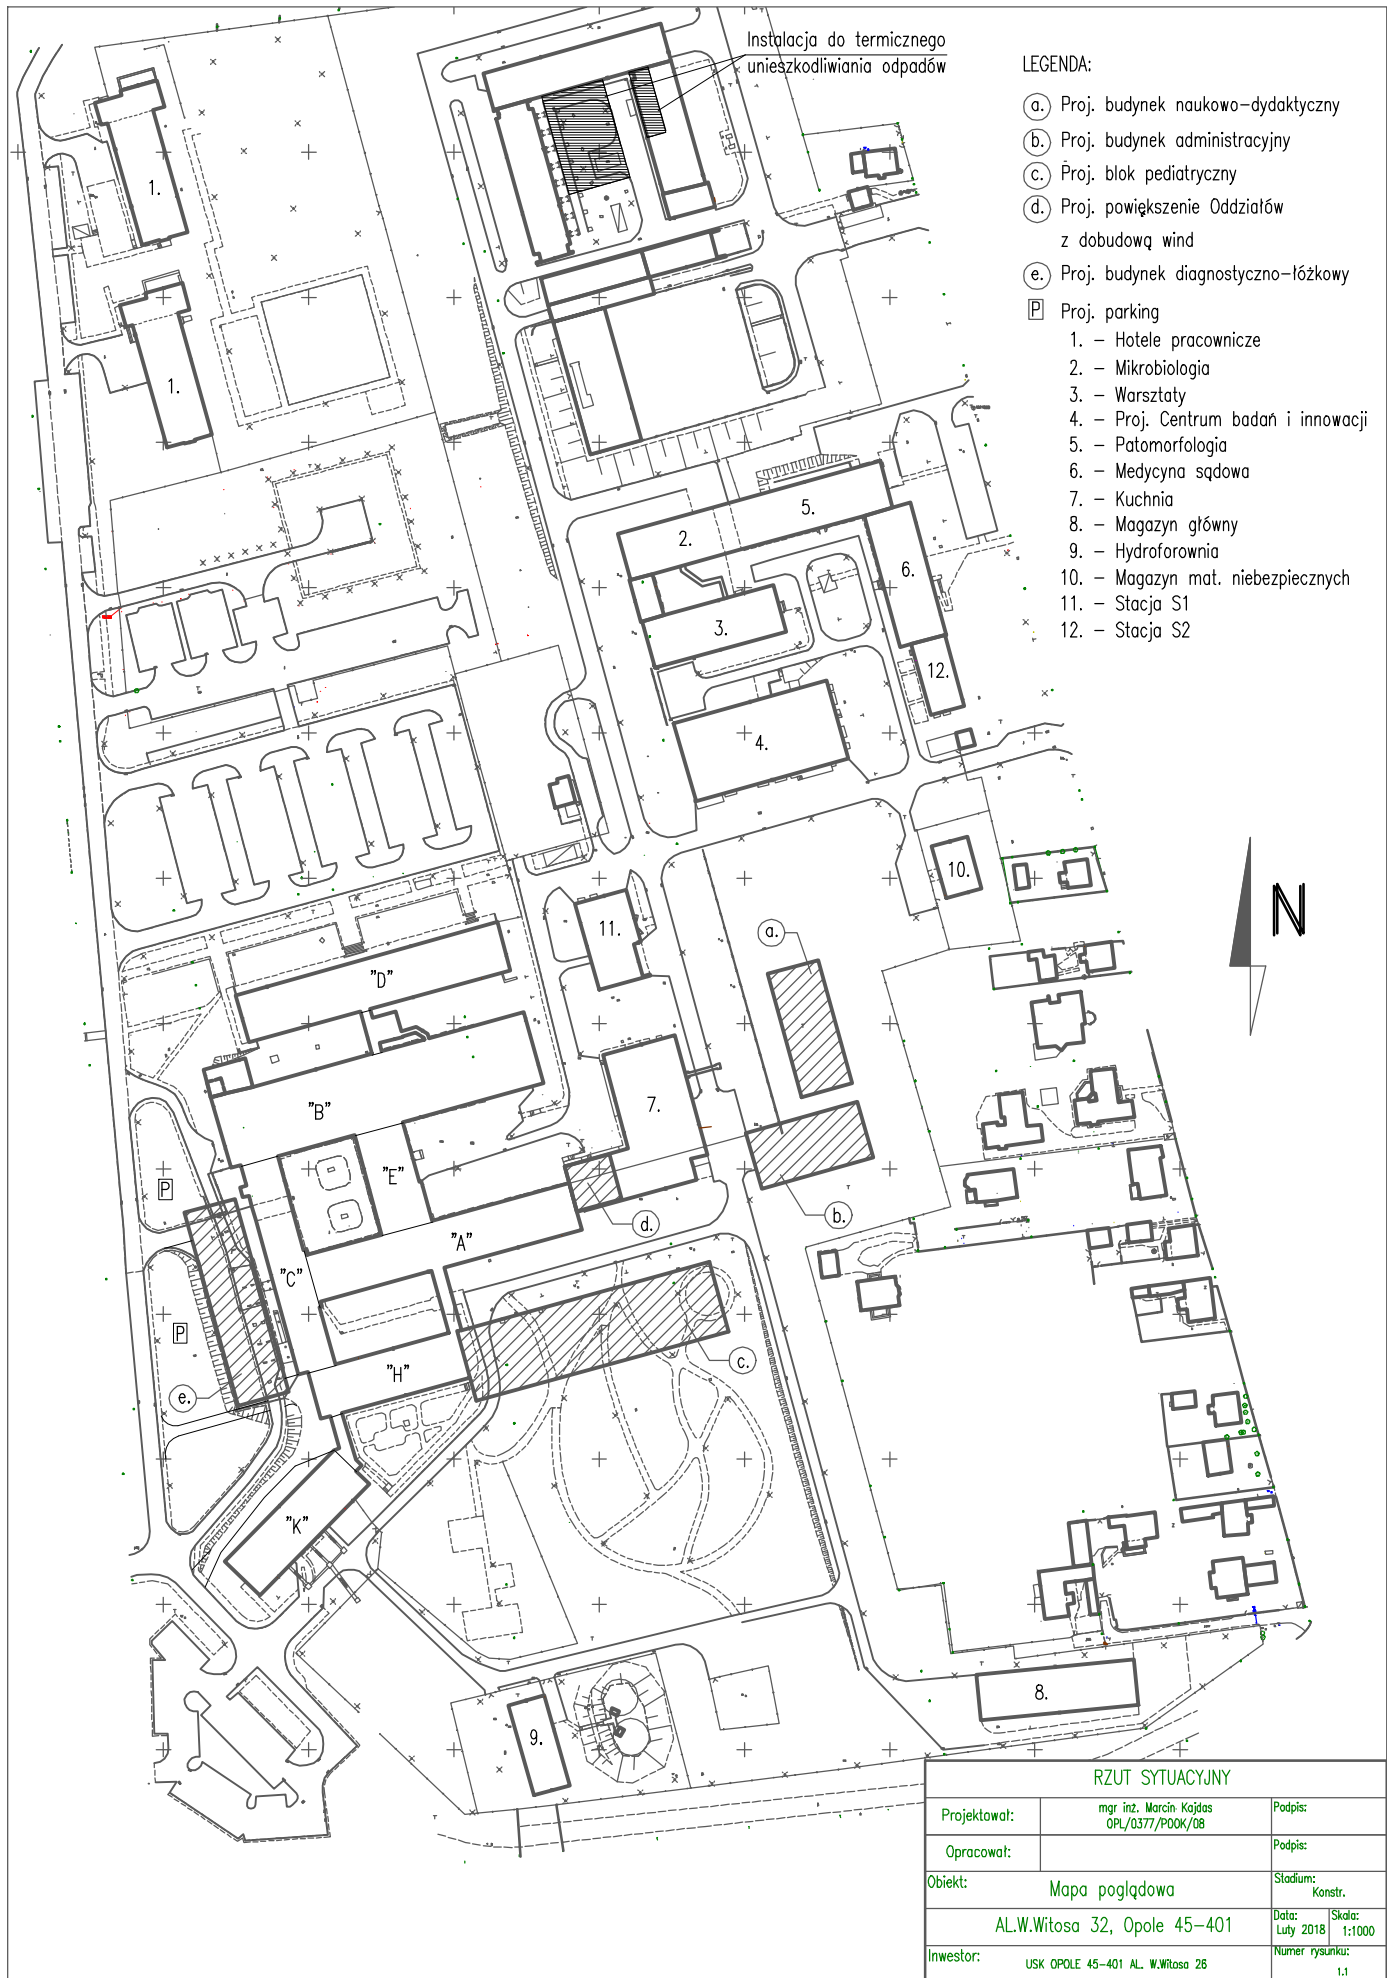 Instalacja do termicznego
unieszkodliwiania odpadów
LEGENDA:
a. Proj. budynek naukowo-dydaktyczny
b. Proj. budynek administracyjny
c. Proj. blok pediatryczny
d. Proj. powiększenie Oddziałów
z dobudową wind
e. Proj. budynek diagnostyczno-łóżkowy
P Proj. parking
1. - Hotele pracownicze
2. - Mikrobiologia
3. - Warsztaty
4. - Proj. Centrum badań i innowacji
5. - Patomorfologia
6. - Medycyna sądowa
7. - Kuchnia
8. - Magazyn główny
9. - Hydroforownia
10. - Magazyn mat. niebezpiecznych
11. - Stacja S1
12. - Stacja S2
1.
1.
5.
2.
6.
3.
12.
4.
10.
N
11.
a.
"D"
7.
"B"
"E"
P
b.
d.
"A"
"C"
P
c.
"H"
e.
"K"
8.
9.
RZUT SYTUACYJNY
Projektował:
mgr inż. Marcin Kajdas
OPL/0377/POOK/08
Podpis:
Opracował:
Podpis:
Obiekt:
Mapa poglądowa
Stadium:
Konstr.
AL.W.Witosa 32, Opole 45-401
Data:
Luty 2018
Skala:
1:1000
Inwestor:
USK OPOLE 45-401 AL. W.Witosa 26
Numer rysunku:
1.1